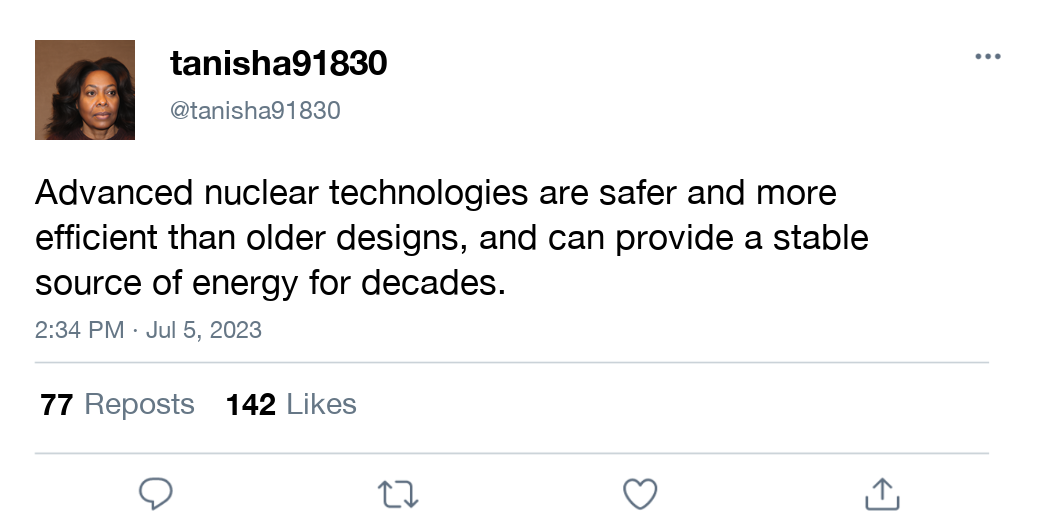 tanisha91830
@tanisha91830
Advanced nuclear technologies are safer and more
efficient than older designs, and can provide a stable
source of energy for decades.
2:34 PM · Jul 5, 2023
77 Reposts 142 Likes